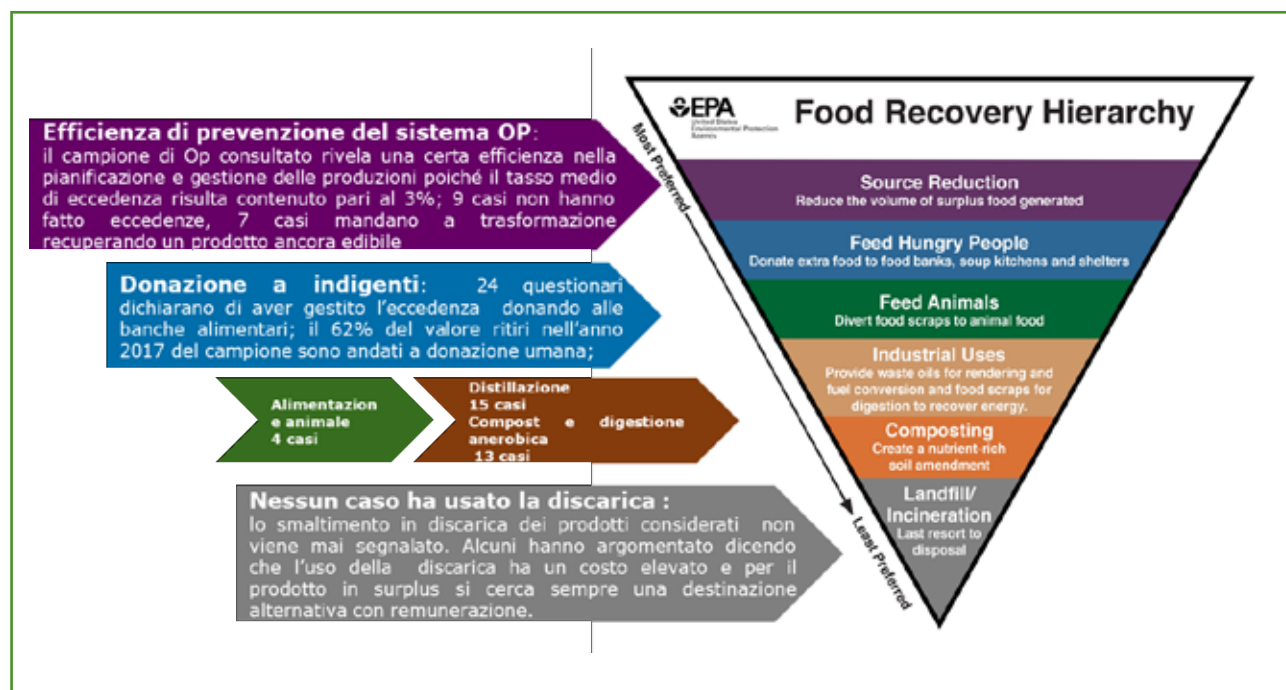 Efficienza di prevenzione del sistema OP:
il campione di Op consultato rivela una certa efficienza nella
pianificazione e gestione delle produzioni poiché il tasso medio
di eccedenza risulta contenuto pari al 3%; 9 casi non hanno
fatto eccedenze, 7 casi mandano a trasformazione
recuperando un prodotto ancora edibile
Donazione a indigenti: 24 questionari
dichiarano di aver gestito l'eccedenza donando alle
banche alimentari; il 62% del valore ritiri nell'anno
2017 del campione sono andati a donazione umana;
Alimentazion
e animale
4 casi
Distillazione
15 casi
Compost e digestione
anerobica
13 casi
Nessun caso ha usato la discarica :
lo smaltimento in discarica dei prodotti considerati non
viene mai segnalato. Alcuni hanno argomentato dicendo
che l'uso della discarica ha un costo elevato e per il
prodotto in surplus si cerca sempre una destinazione
alternativa con remunerazione.
EPA
United States
Environmental Protection
Agency
Food Recovery Hierarchy
Most Preferred
Source Reduction
Reduce the volume of surplus food generated
Feed Hungry People
Donate extra food to food banks, soup kitchens and shelters
Feed Animals
Divert food scraps to animal food
Industrial Uses
Provide waste oils for rendering and
fuel conversion and food scraps for
digestion to recover energy.
Composting
Create a nutrient-rich
soil amendment
Landfill/
Incineration
Last resort to
disposal
Least Preferred